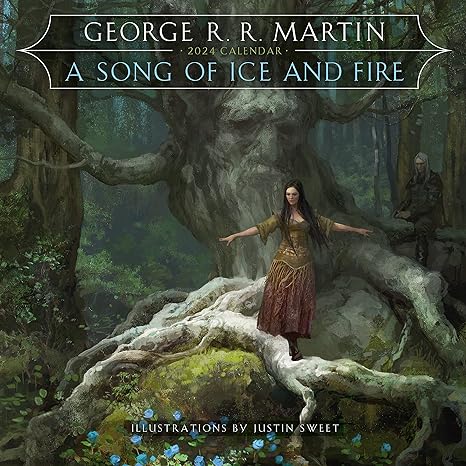 GEORGE R. R. MARTIN
· 2024 CALENDAR ·
A SONG OF ICE AND FIRE
ILLUSTRATIONS BY JUSTIN SWEET